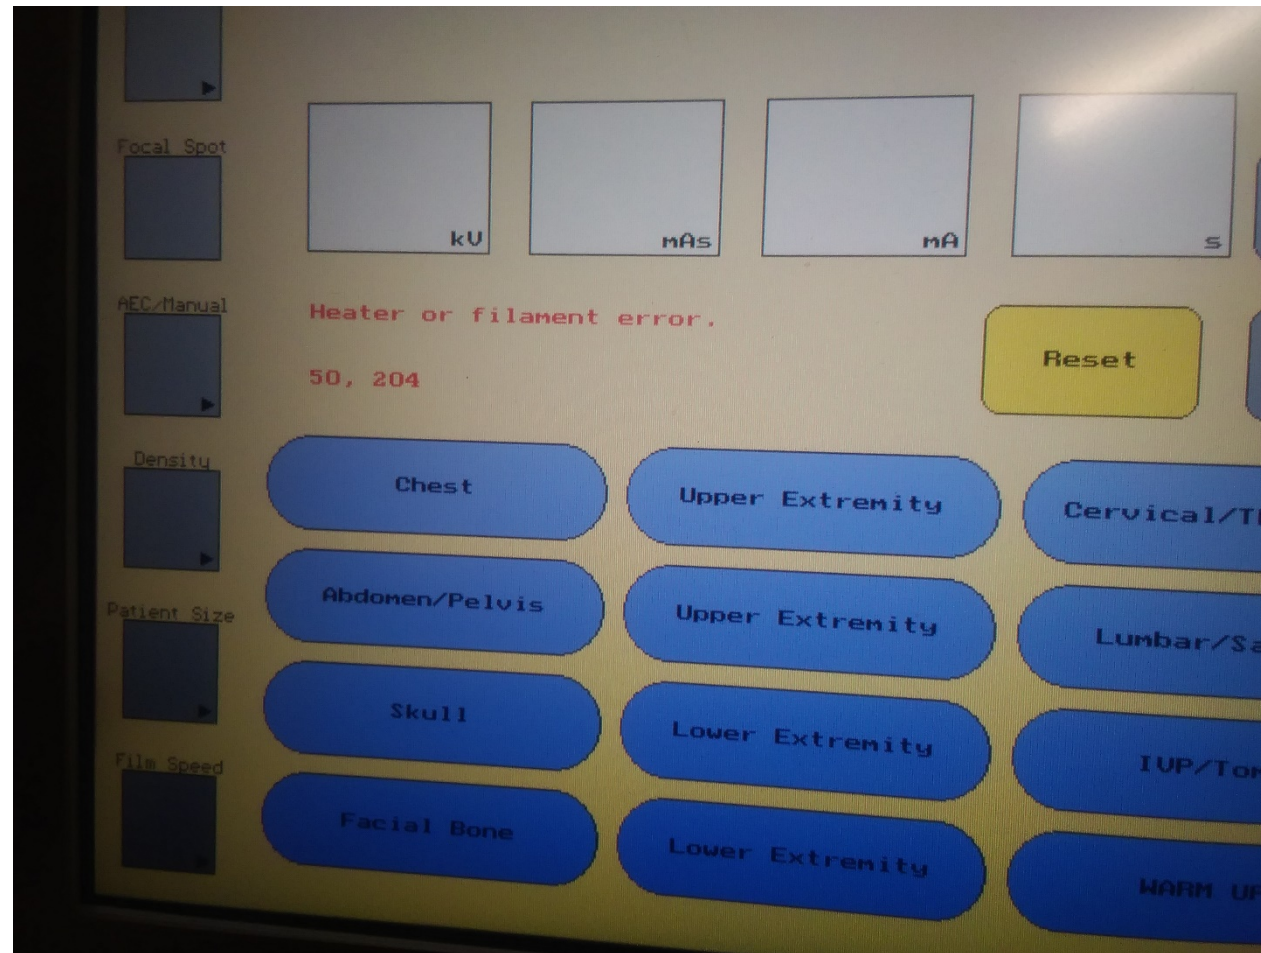 Focal Spot
kV
mAs
mA
s
AEC/Manual
Heater or filament error.
Reset
50, 204
Density
Chest
Upper Extremity
Abdomen/Pelvis
Upper Extremity
Patient Size
Skull
Lower Extremity
Film Speed
Facial Bone
Lower Extremity
WARM